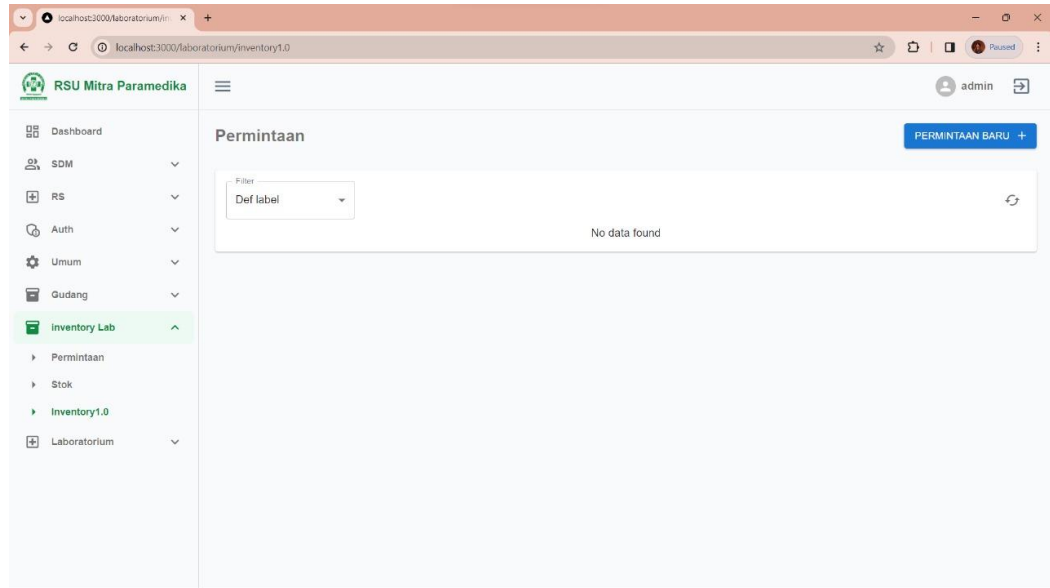 localhost:3000/laboratorium/in
localhost:3000/laboratorium/inventory1.0
Paused
RSU Mitra Paramedika
admin
Dashboard
SDM
RS
Auth
Umum
Gudang
inventory Lab
Permintaan
Stok
Inventory1.0
Laboratorium
Permintaan
PERMINTAAN BARU +
Filter
Def label
No data found